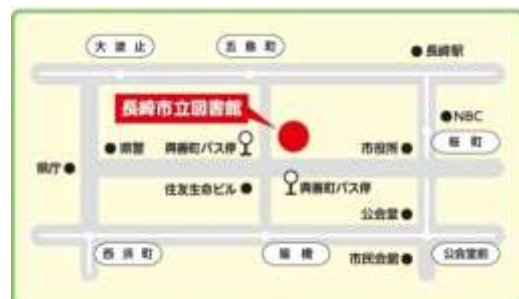 大波止
五島町
長崎駅
長崎市立図書館
NBC
桜町
県警
興善町バス停
市役所
県庁
住友生命ビル
興善町バス停
公会堂
西浜町
賑橋
市民会館
公会堂前